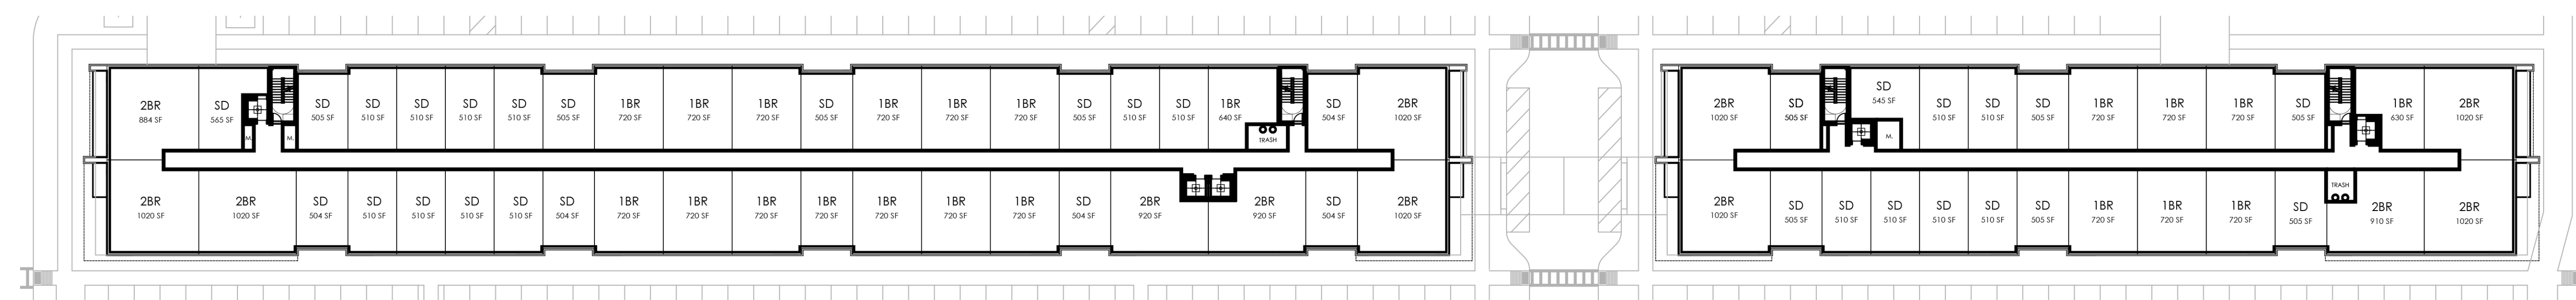 2BR
884 SF
SD
565 SF
M.
M.
SD
505 SF
SD
510 SF
SD
510 SF
SD
510 SF
SD
510 SF
SD
505 SF
1BR
720 SF
1BR
720 SF
1BR
720 SF
SD
505 SF
1BR
720 SF
1BR
720 SF
1BR
720 SF
SD
505 SF
SD
510 SF
SD
510 SF
1BR
640 SF
TRASH
SD
504 SF
2BR
1020 SF
2BR
1020 SF
2BR
1020 SF
SD
504 SF
SD
510 SF
SD
510 SF
SD
510 SF
SD
510 SF
SD
504 SF
1BR
720 SF
1BR
720 SF
1BR
720 SF
1BR
720 SF
1BR
720 SF
1BR
720 SF
1BR
720 SF
SD
504 SF
2BR
920 SF
2BR
920 SF
SD
504 SF
2BR
1020 SF
2BR
1020 SF
SD
505 SF
SD
545 SF
M.
SD
510 SF
SD
510 SF
SD
505 SF
1BR
720 SF
1BR
720 SF
1BR
720 SF
SD
505 SF
1BR
630 SF
2BR
1020 SF
2BR
1020 SF
SD
505 SF
SD
510 SF
SD
510 SF
SD
510 SF
SD
510 SF
SD
505 SF
1BR
720 SF
1BR
720 SF
1BR
720 SF
SD
505 SF
TRASH
2BR
910 SF
2BR
1020 SF